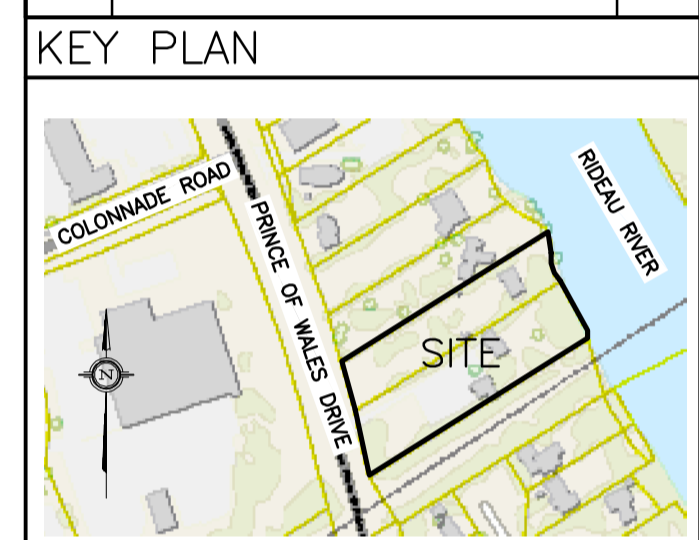 KEY PLAN
COLONNADE ROAD
PRINCE OF WALES DRIVE
RIDEAU RIVER
SITE
N